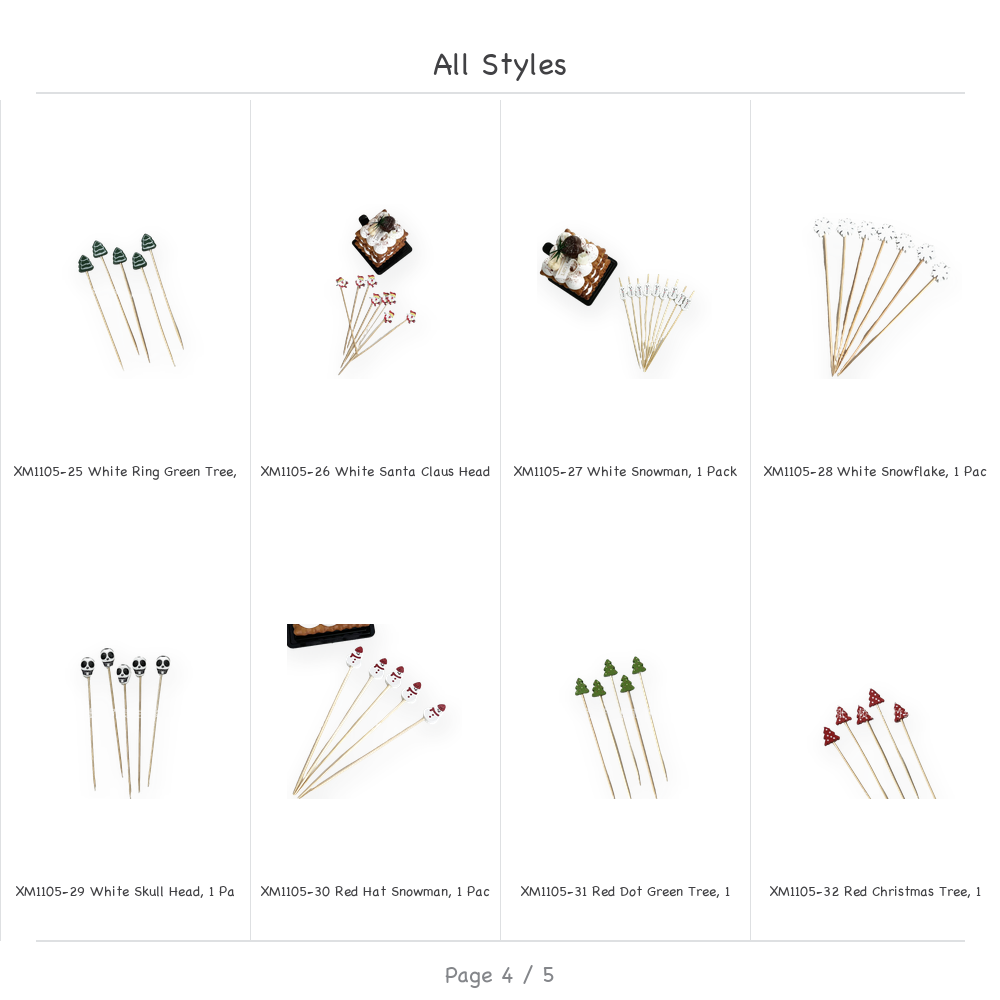 All Styles
XM1105-25 White Ring Green Tree,
XM1105-26 White Santa Claus Head
XM1105-27 White Snowman, 1 Pack
XM1105-28 White Snowflake, 1 Pac
XM1105-29 White Skull Head, 1 Pa
XM1105-30 Red Hat Snowman, 1 Pac
XM1105-31 Red Dot Green Tree, 1
XM1105-32 Red Christmas Tree, 1
Page 4 / 5